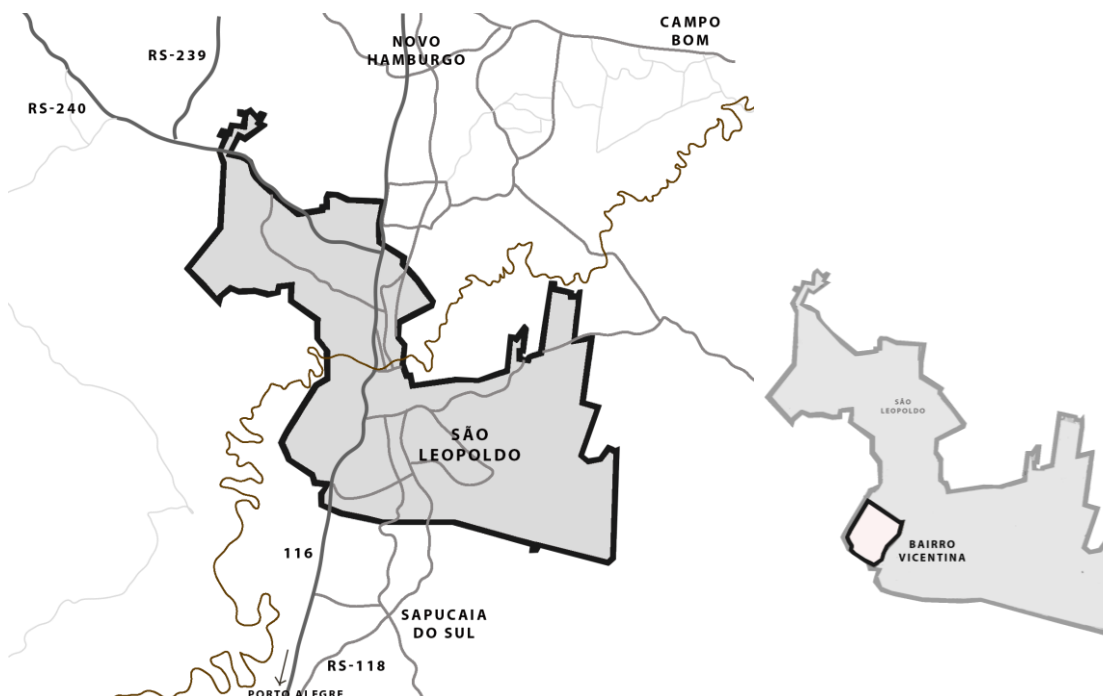 CAMPO
BOM
NOVO
HAMBURGO
RS-239
RS-240
SÃO
LEOPOLDO
SÃO
LEOPOLDO
BAIRRO
VICENTINA
116
SAPUCAIA
DO SUL
RS-118
PORTO ALEGRE